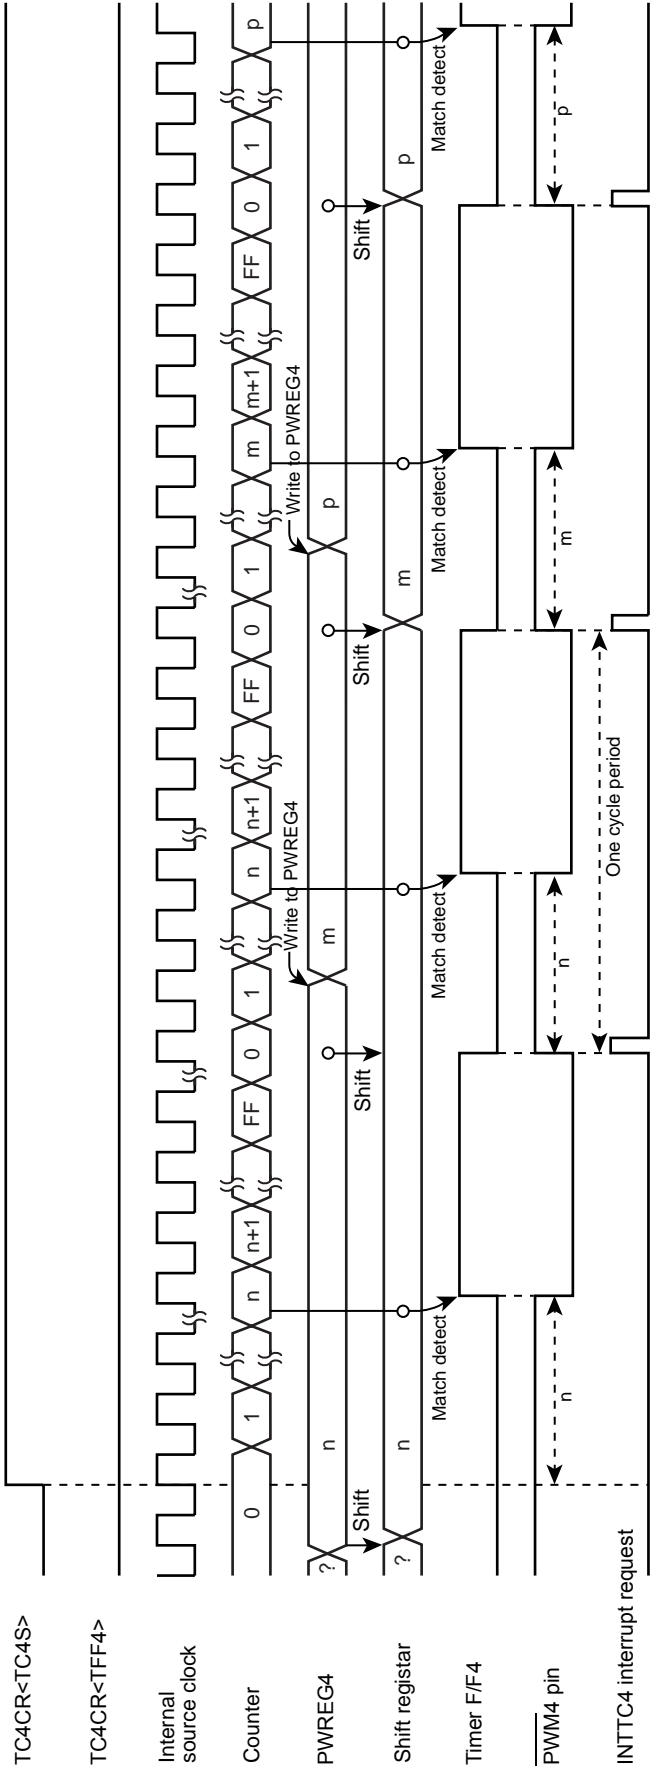 TC4CR<TC4S>
TC4CR<TFF4>
Internal
source clock
Counter 0 1 n n+1 FF 0 1 n n+1 FF 0 1 m m+1 FF 0 1 p
Write to PWREG4 Write to PWREG4
PWREG4 ? n m p
Shift Shift Shift Shift
Shift registar ? n m p
Match detect Match detect Match detect Match detect
Timer F/F4
PWM4 pin
n n m p
One cycle period
INTTC4 interrupt request